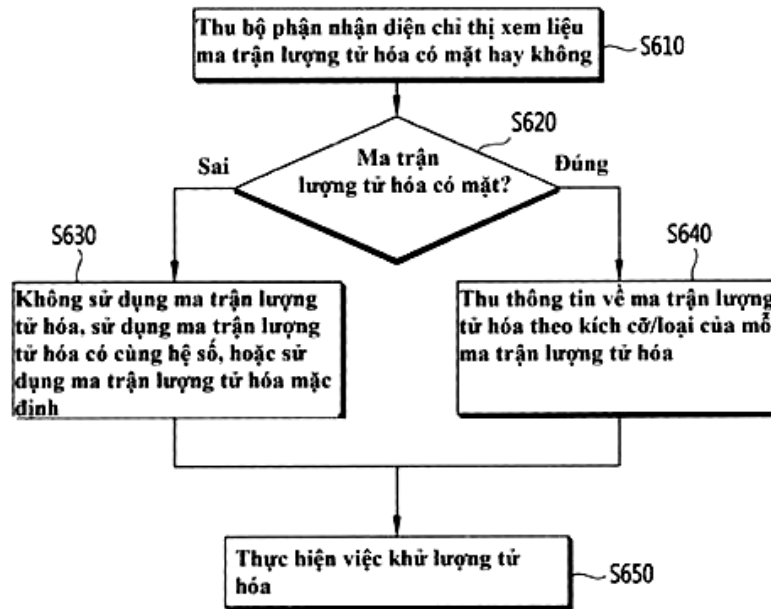 Thu bộ phận nhận diện chỉ thị xem liệu
ma trận lượng tử hóa có mặt hay không
S610
S620
Ma trận
lượng tử hóa có mặt?
Sai
Đúng
S630
Không sử dụng ma trận lượng
tử hóa, sử dụng ma trận lượng
tử hóa có cùng hệ số, hoặc sử
dụng ma trận lượng tử hóa mặc
định
S640
Thu thông tin về ma trận lượng
tử hóa theo kích cỡ/loại của mỗ
ma trận lượng tử hóa
Thực hiện việc khử lượng tử
hóa
S650